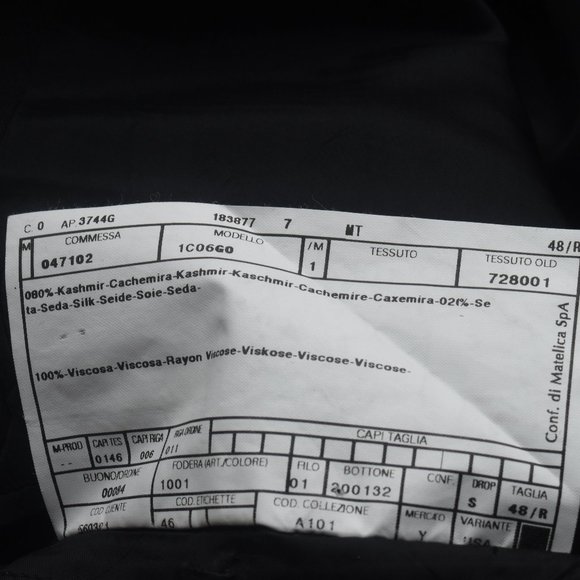 C 0 AP 3744G 183877 7 MT 48/R
M COMMESSA MODELLO /M TESSUTO TESSUTO OLD
047102 1C06G0 1 728001
080%-Kashmir-Cachemira-Kashmir-Kaschmir-Cachemire-Caxemira-020%-Se
ta-Seda-Silk-Seide-Soie-Seda-
100%-Viscosa-Viscosa-Rayon Viscose-Viskose-Viscose-Viscose-
Conf. di Matelica SpA
CAPI TAGLIA
M-PROD CAPI TES CAPI RIGA RIGA ORDINE
-- 0146 006 011
BUONO/ORDINE FODERA (ART./COLORE) FILO BOTTONE CONF. DROP TAGLIA
00084 1001 01 200132 S 48/R
COD. CLIENTE COD. ETICHETTE COD. COLLEZIONE MERCATO VARIANTE
46 A101 Y USA